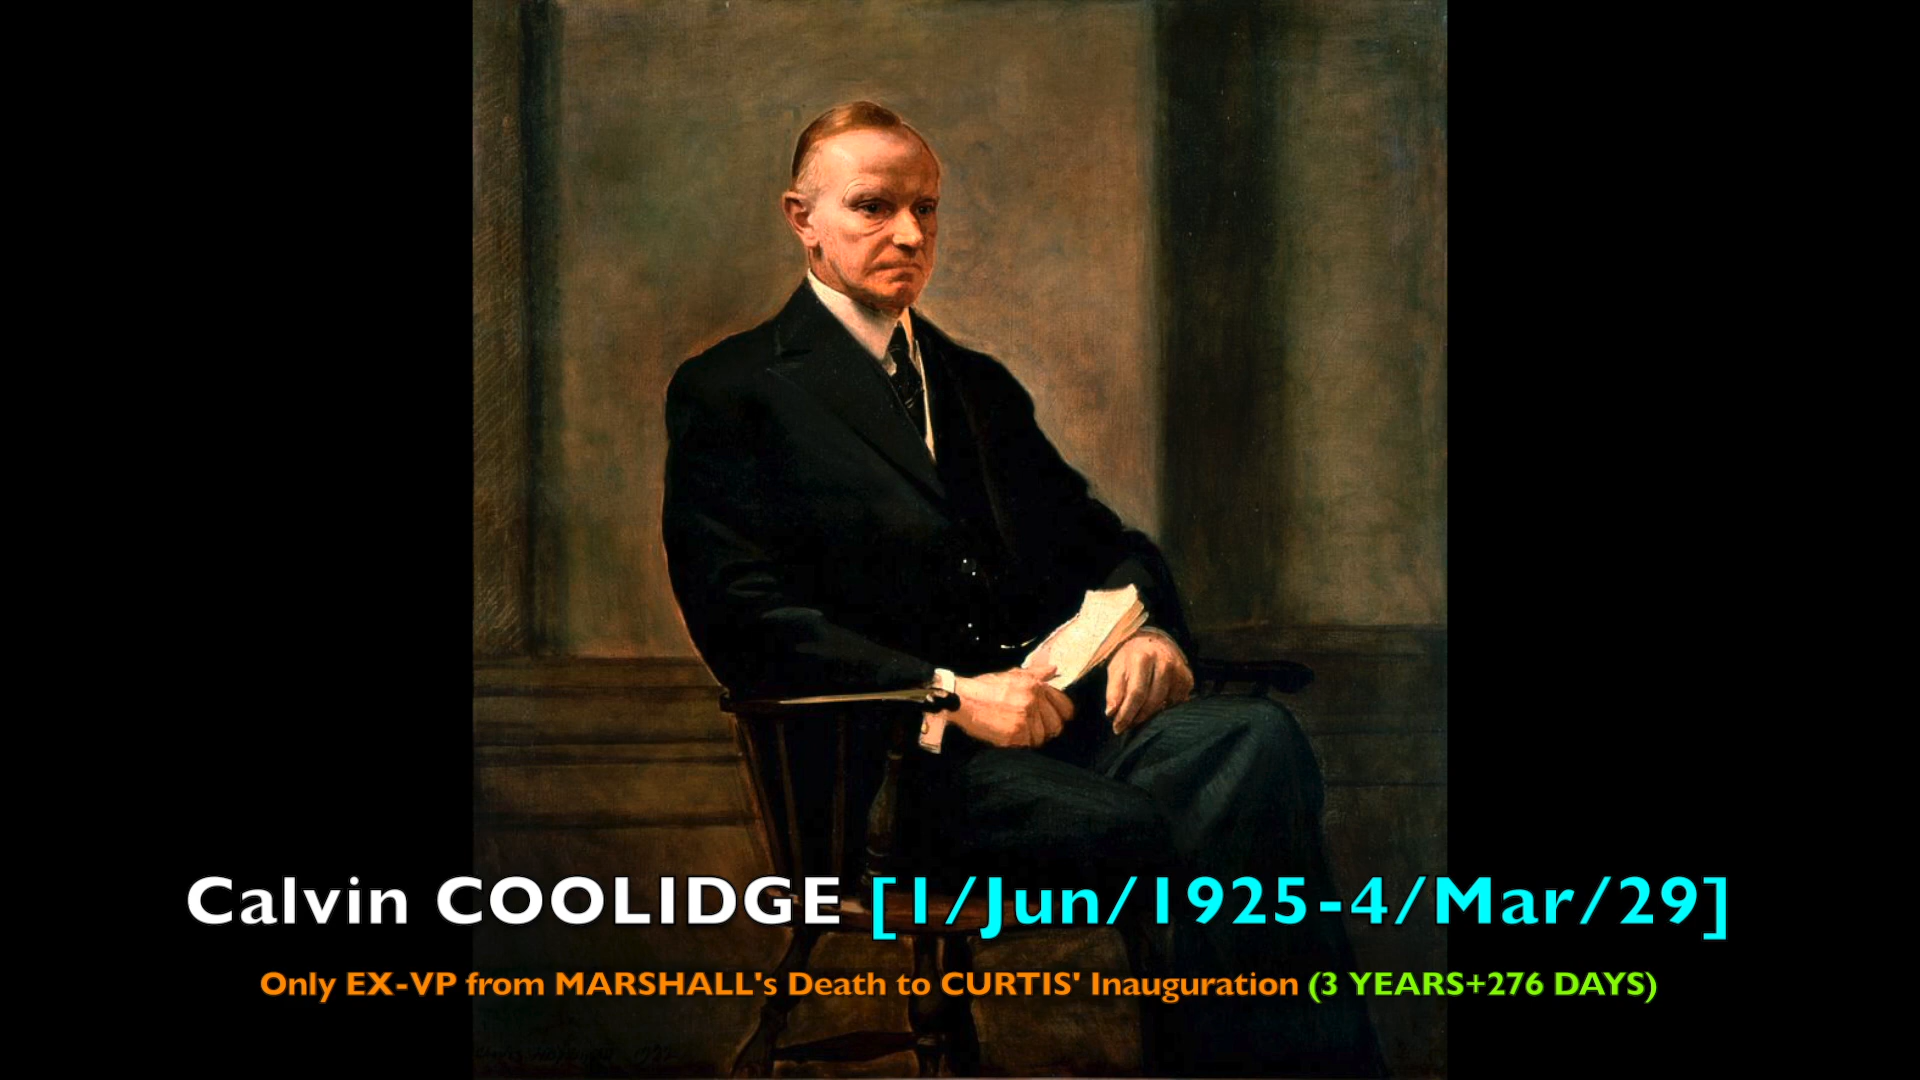 Calvin COOLIDGE [1/Jun/1925-4/Mar/29]
Only EX-VP from MARSHALL's Death to CURTIS' Inauguration (3 YEARS+276 DAYS)